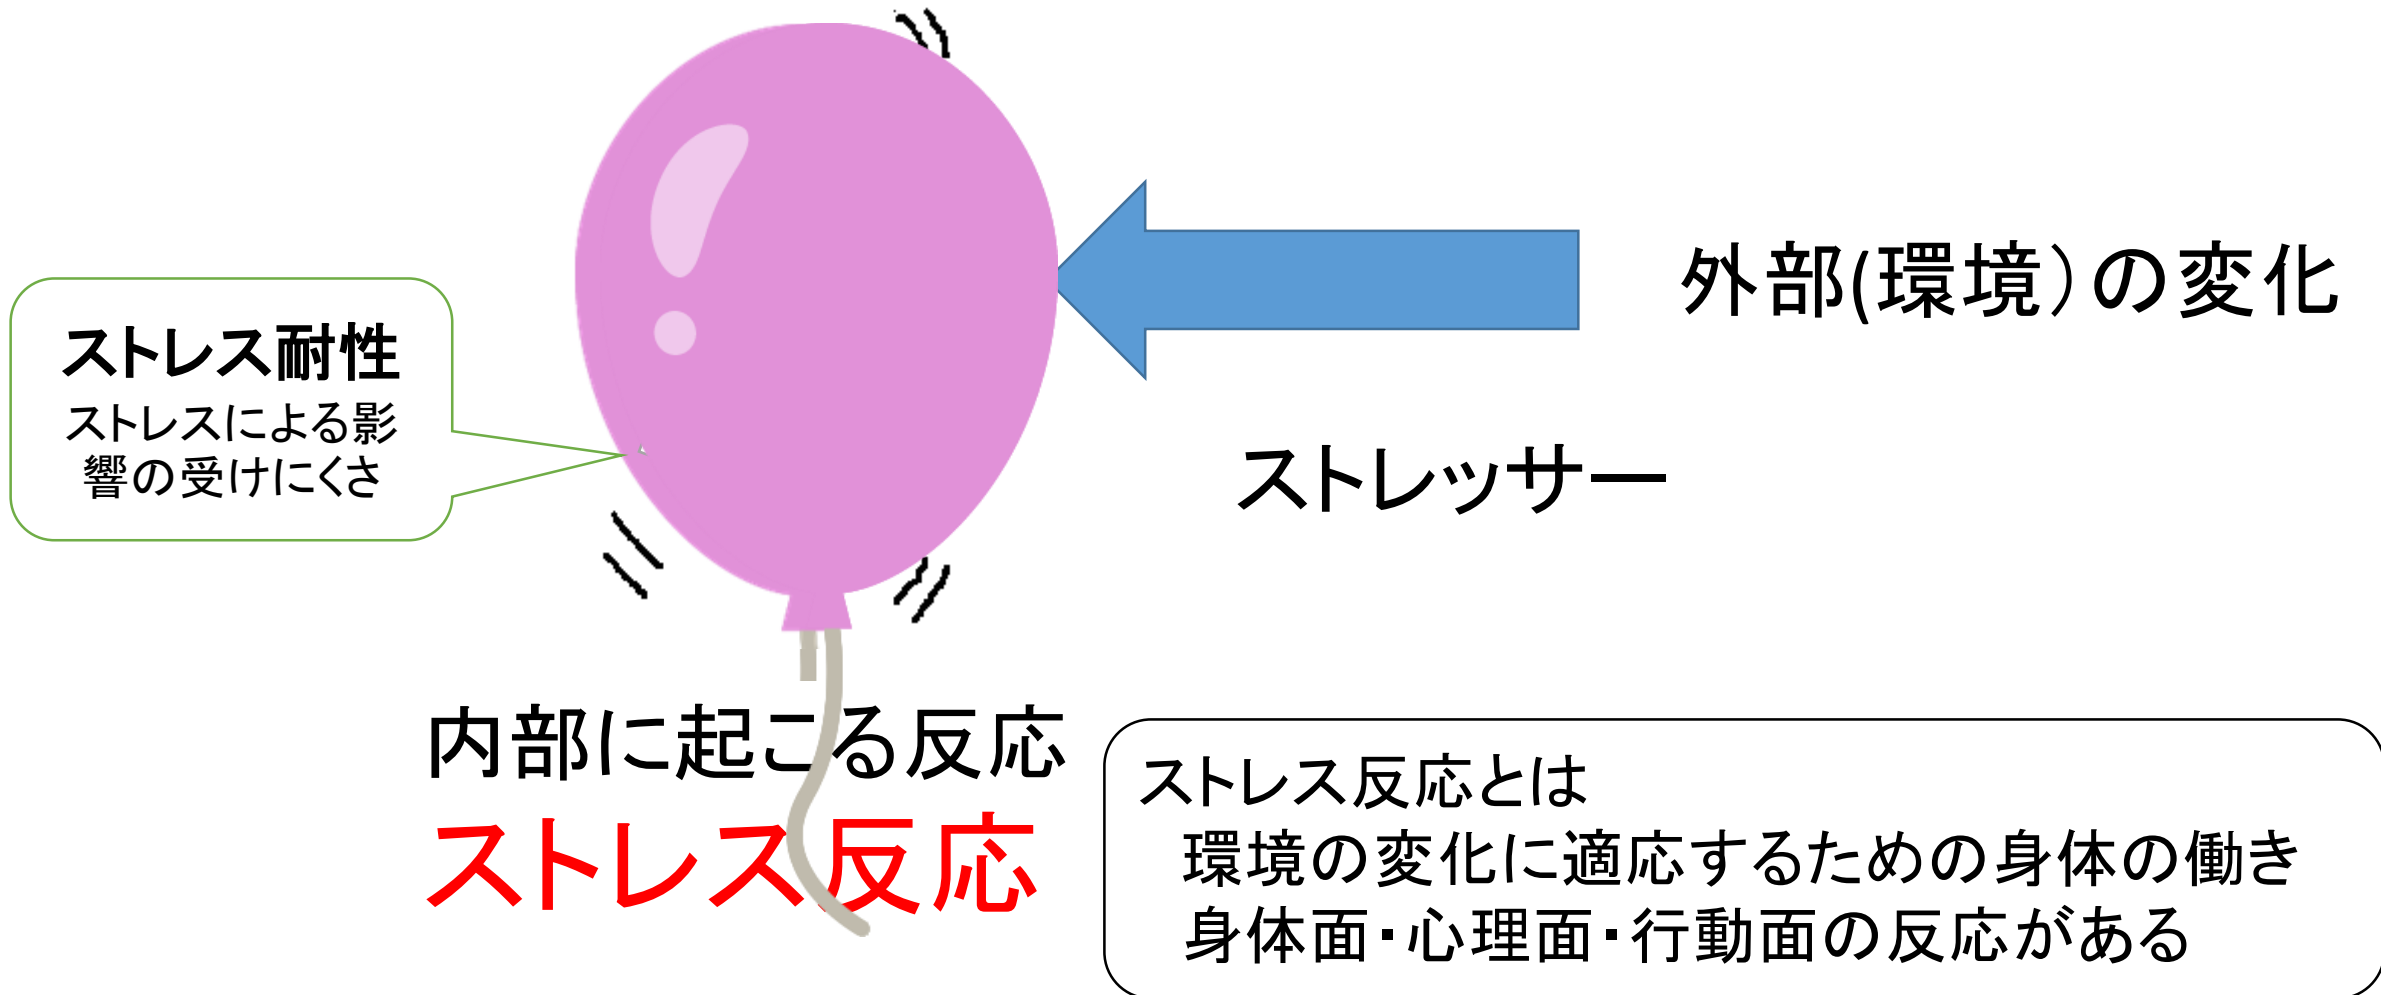 外部(環境）の変化
ストレス耐性
ストレスによる影
響の受けにくさ
ストレッサー
内部に起こる反応
ストレス反応
ストレス反応とは
環境の変化に適応するための身体の働き
身体面・心理面・行動面の反応がある